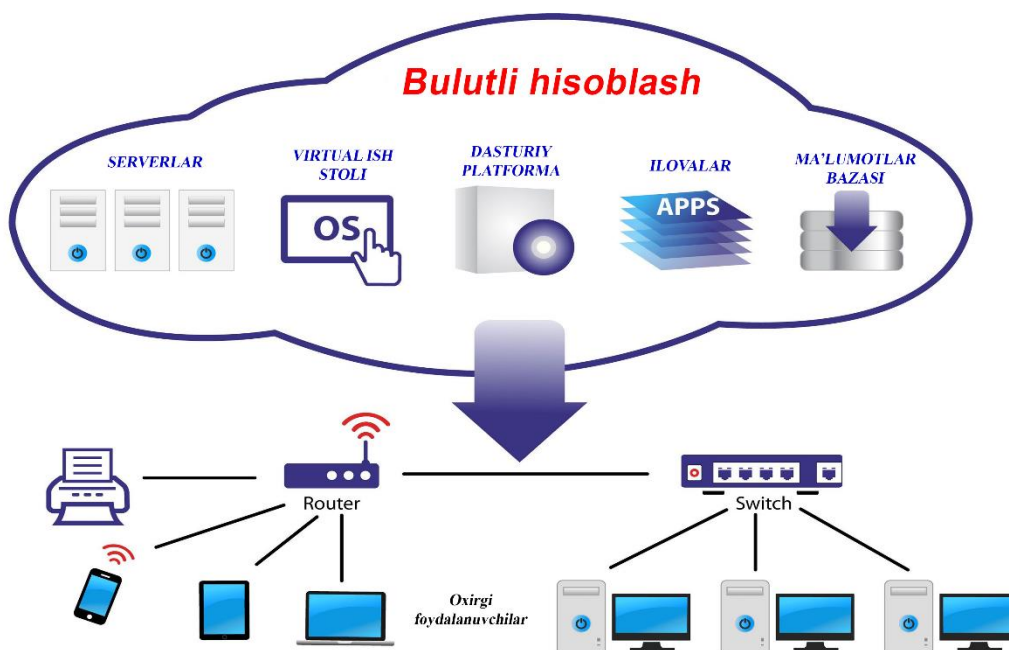 Bulutli hisoblash
SERVERLAR
VIRTUAL ISH
STOLI
DASTURIY
PLATFORMA
ILOVALAR
MA'LUMOTLAR
BAZASI
OS
APPS
Router
Switch
Oxirgi
foydalanuvchilar